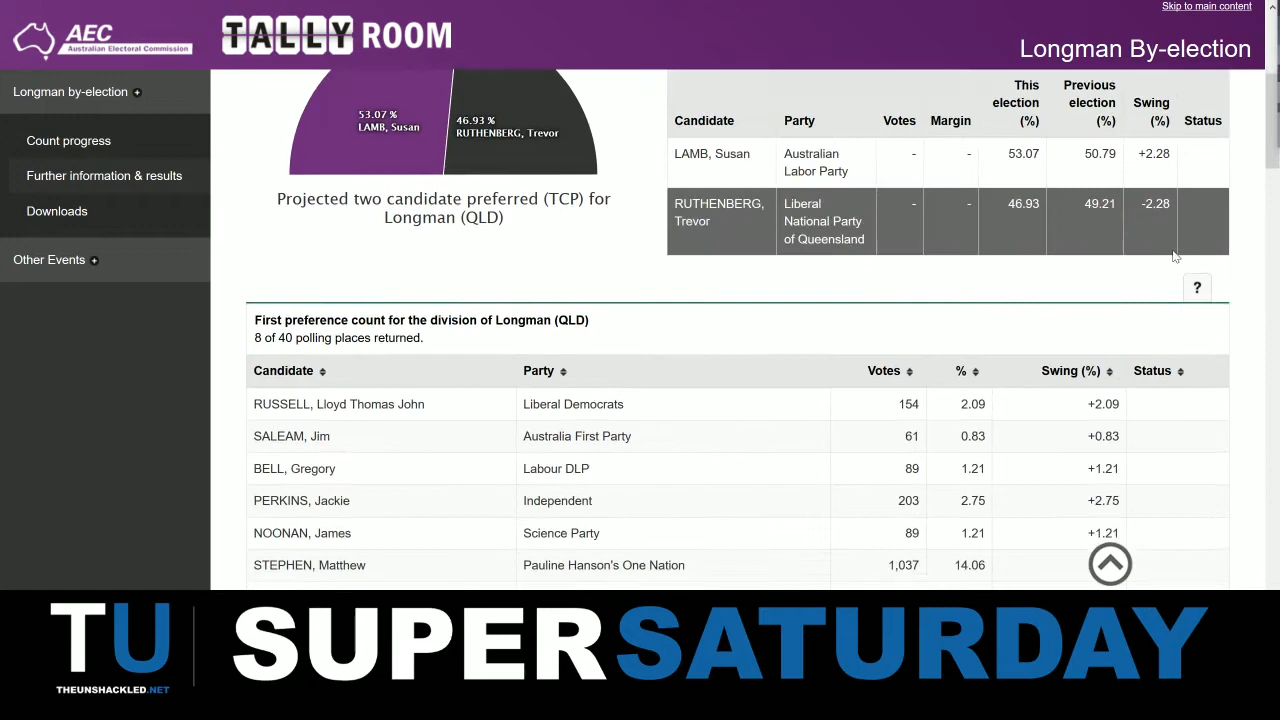 Skip to main content
AEC
Australian Electoral Commission
TALLY ROOM
Longman By-election
Longman by-election
Count progress
Further information & results
Downloads
Other Events
53.07 %
LAMB, Susan
46.93 %
RUTHENBERG, Trevor
Projected two candidate preferred (TCP) for
Longman (QLD)
Candidate Party Votes Margin This election (%) Previous election (%) Swing (%) Status
LAMB, Susan Australian Labor Party - - 53.07 50.79 +2.28
RUTHENBERG, Trevor Liberal National Party of Queensland - - 46.93 49.21 -2.28
?
First preference count for the division of Longman (QLD)
8 of 40 polling places returned.
Candidate Party Votes % Swing (%) Status
RUSSELL, Lloyd Thomas John Liberal Democrats 154 2.09 +2.09
SALEAM, Jim Australia First Party 61 0.83 +0.83
BELL, Gregory Labour DLP 89 1.21 +1.21
PERKINS, Jackie Independent 203 2.75 +2.75
NOONAN, James Science Party 89 1.21 +1.21
STEPHEN, Matthew Pauline Hanson's One Nation 1,037 14.06
TU
THEUNSHACKLED.NET
SUPERSATURDAY